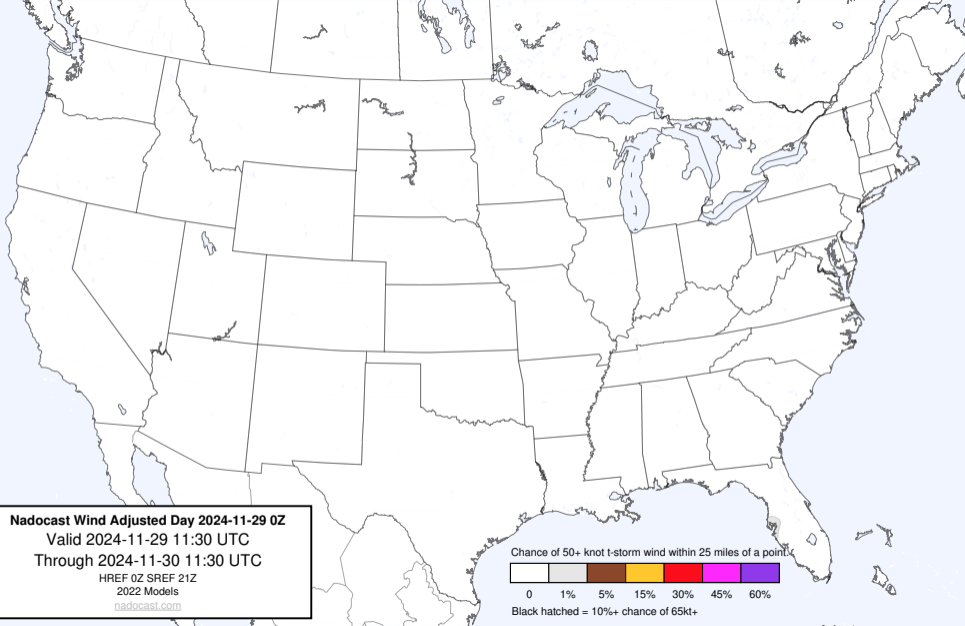 Nadocast Wind Adjusted Day 2024-11-29 0Z
Valid 2024-11-29 11:30 UTC
Through 2024-11-30 11:30 UTC
HREF 0Z SREF 21Z
2022 Models
nadocast.com
Chance of 50+ knot t-storm wind within 25 miles of a point.
0 1% 5% 15% 30% 45% 60%
Black hatched = 10%+ chance of 65kt+